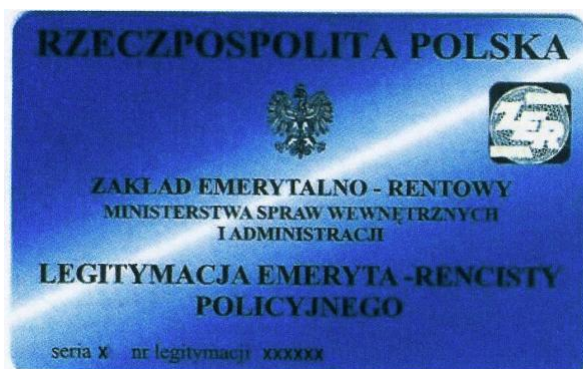 RZECZPOSPOLITA POLSKA
ZER
ZAKŁAD EMERYTALNO - RENTOWY
MINISTERSTWA SPRAW WEWNĘTRZNYCH
I ADMINISTRACJI
LEGITYMACJA EMERYTA -RENCISTY
POLICYJNEGO
seria X nr legitymacji xxxxxx